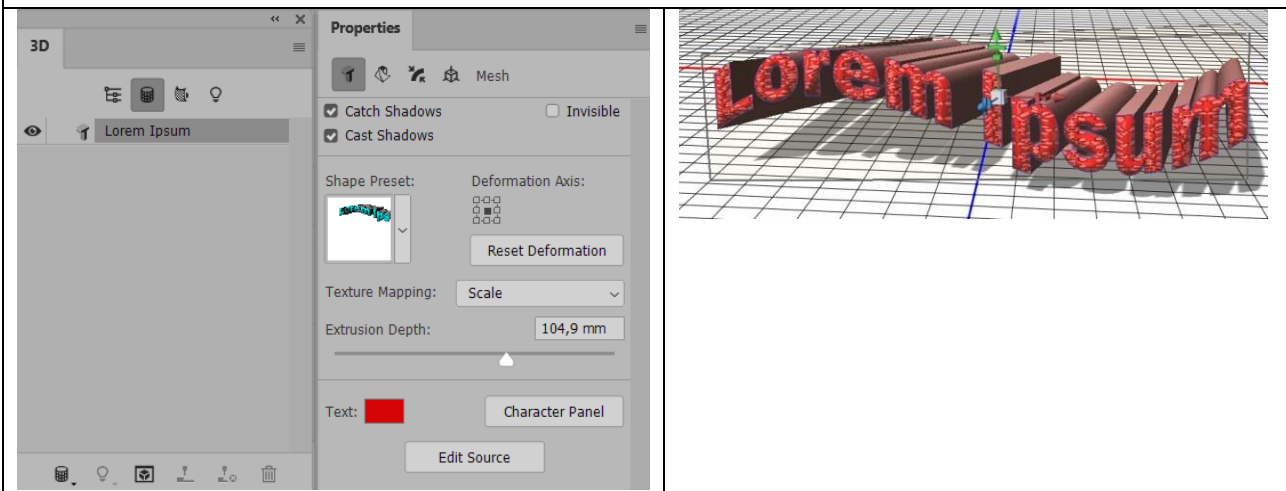 3D
Lorem Ipsum
Properties
Mesh
Catch Shadows
Invisible
Cast Shadows
Shape Preset:
Deformation Axis:
Reset Deformation
Texture Mapping:
Scale
Extrusion Depth:
104,9 mm
Text:
Character Panel
Edit Source
Lorem Ipsum